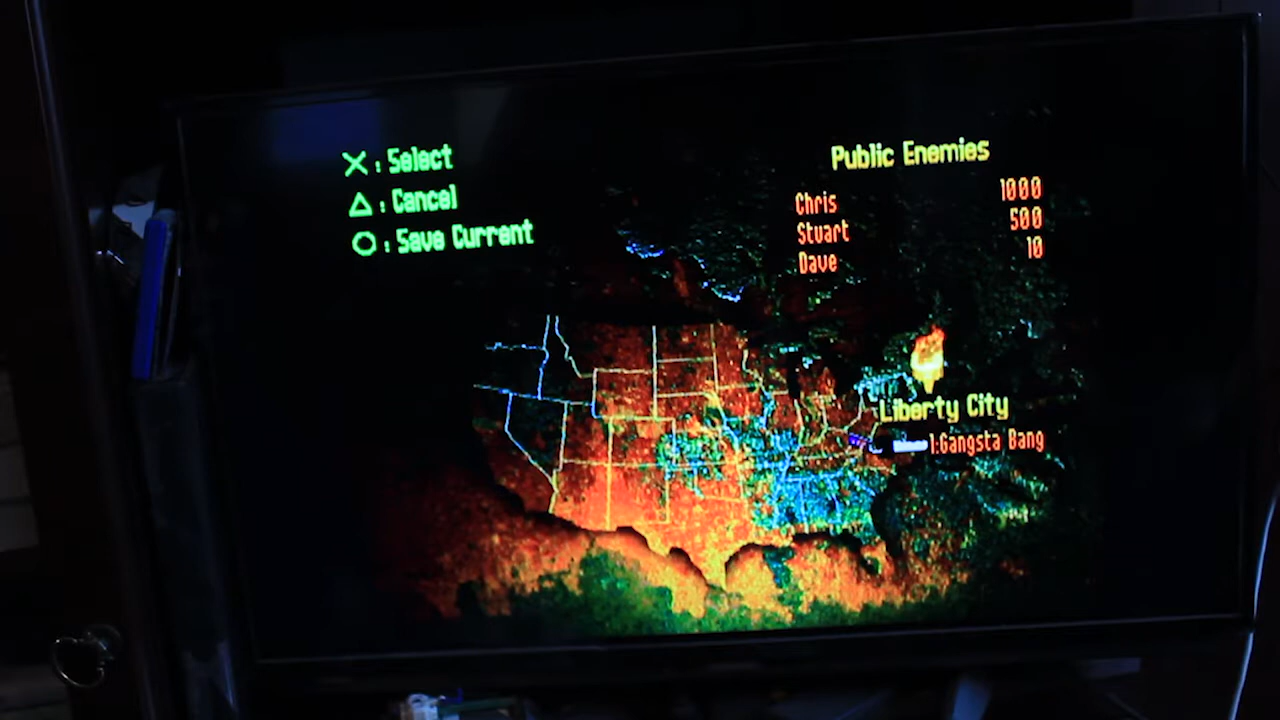 X : Select
△ : Cancel
O : Save Current
Public Enemies
Chris 1000
Stuart 500
Dave 10
Liberty City
1:Gangsta Bang